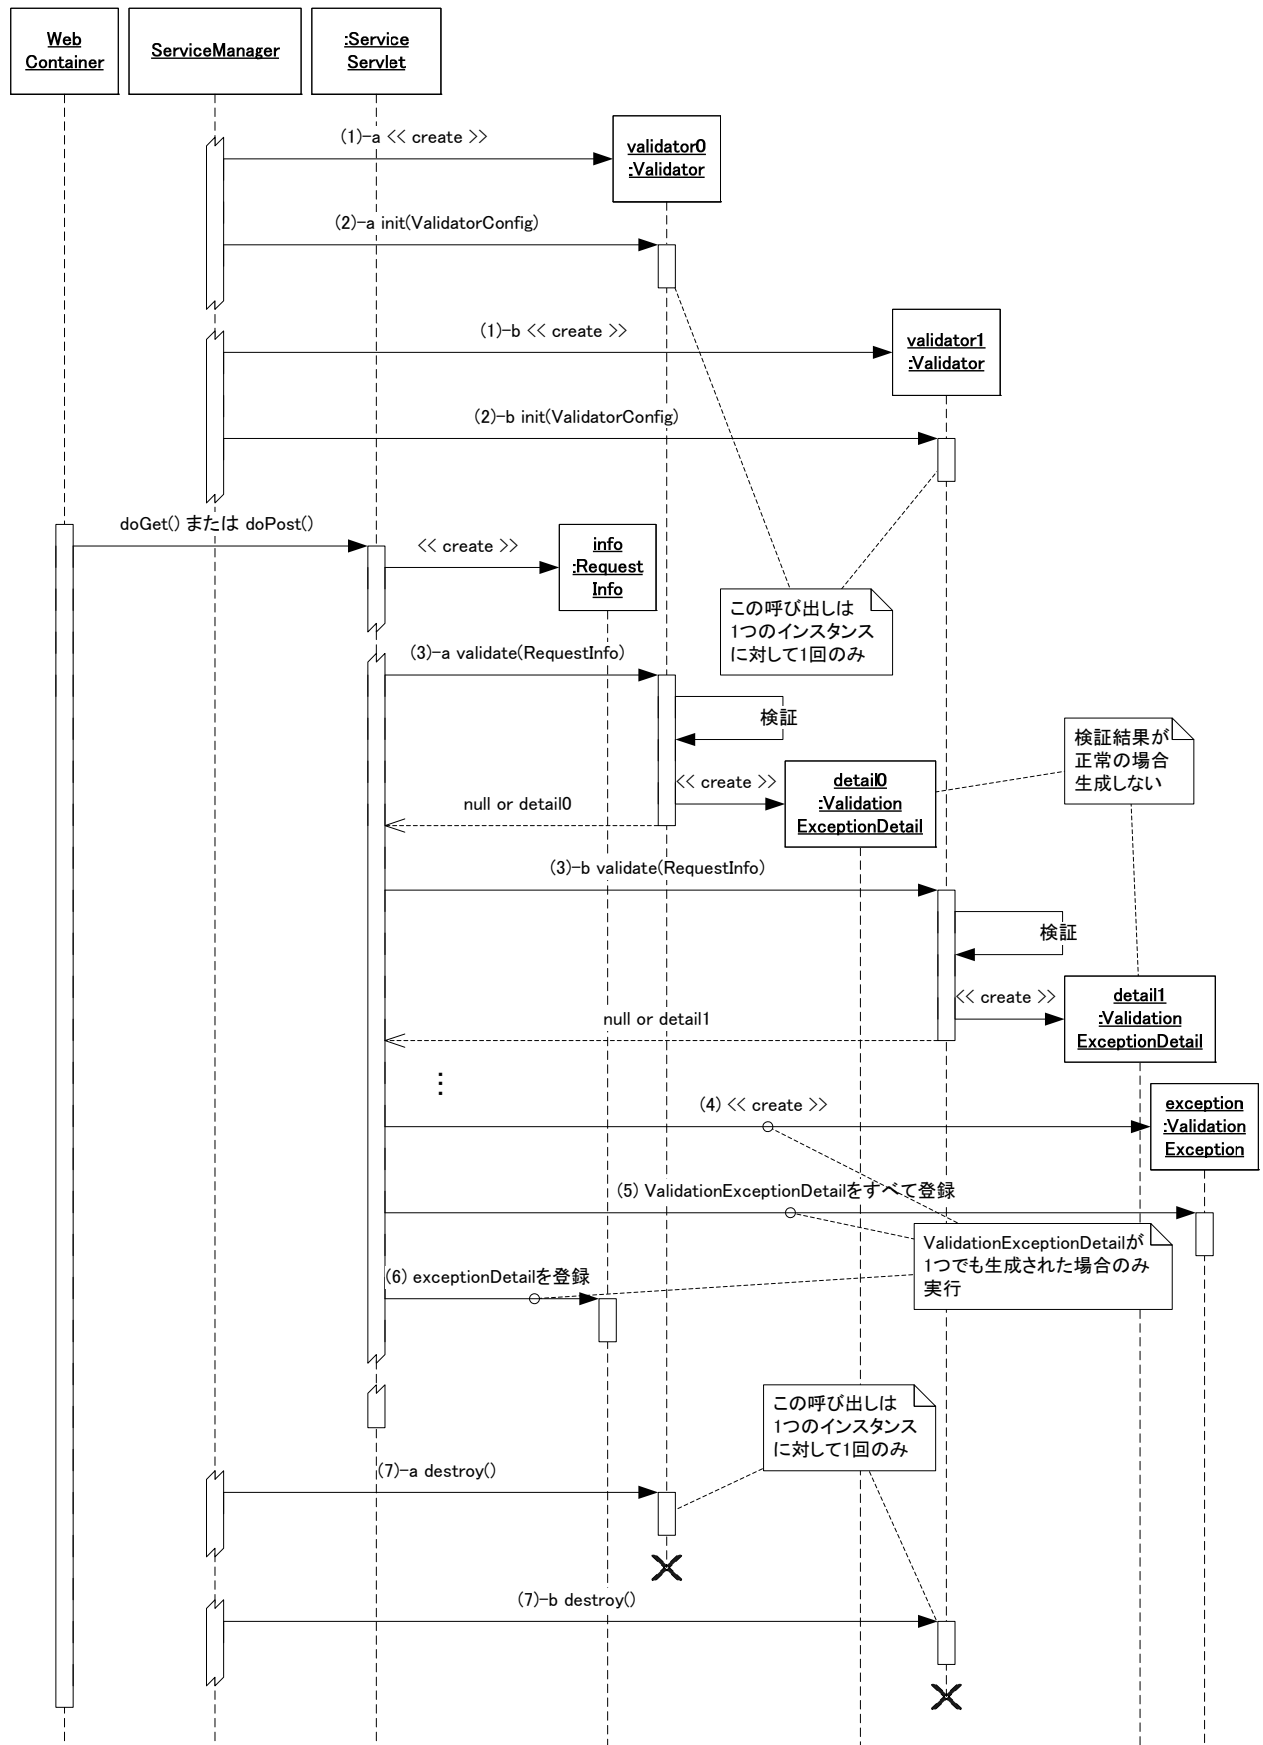 Web
Container
ServiceManager
:Service
Servlet
(1)-a << create >>
validator0
:Validator
(2)-a init(ValidatorConfig)
(1)-b << create >>
validator1
:Validator
(2)-b init(ValidatorConfig)
doGet() または doPost()
<< create >>
info
:Request
Info
この呼び出しは
1つのインスタンス
に対して1回のみ
(3)-a validate(RequestInfo)
検証
検証結果が
正常の場合
生成しない
<< create >>
detail0
:Validation
ExceptionDetail
null or detail0
(3)-b validate(RequestInfo)
検証
<< create >>
detail1
:Validation
ExceptionDetail
null or detail1
⋮
(4) << create >>
exception
:Validation
Exception
(5) ValidationExceptionDetailをすべて登録
ValidationExceptionDetailが
1つでも生成された場合のみ
実行
(6) exceptionDetailを登録
この呼び出しは
1つのインスタンス
に対して1回のみ
(7)-a destroy()
(7)-b destroy()